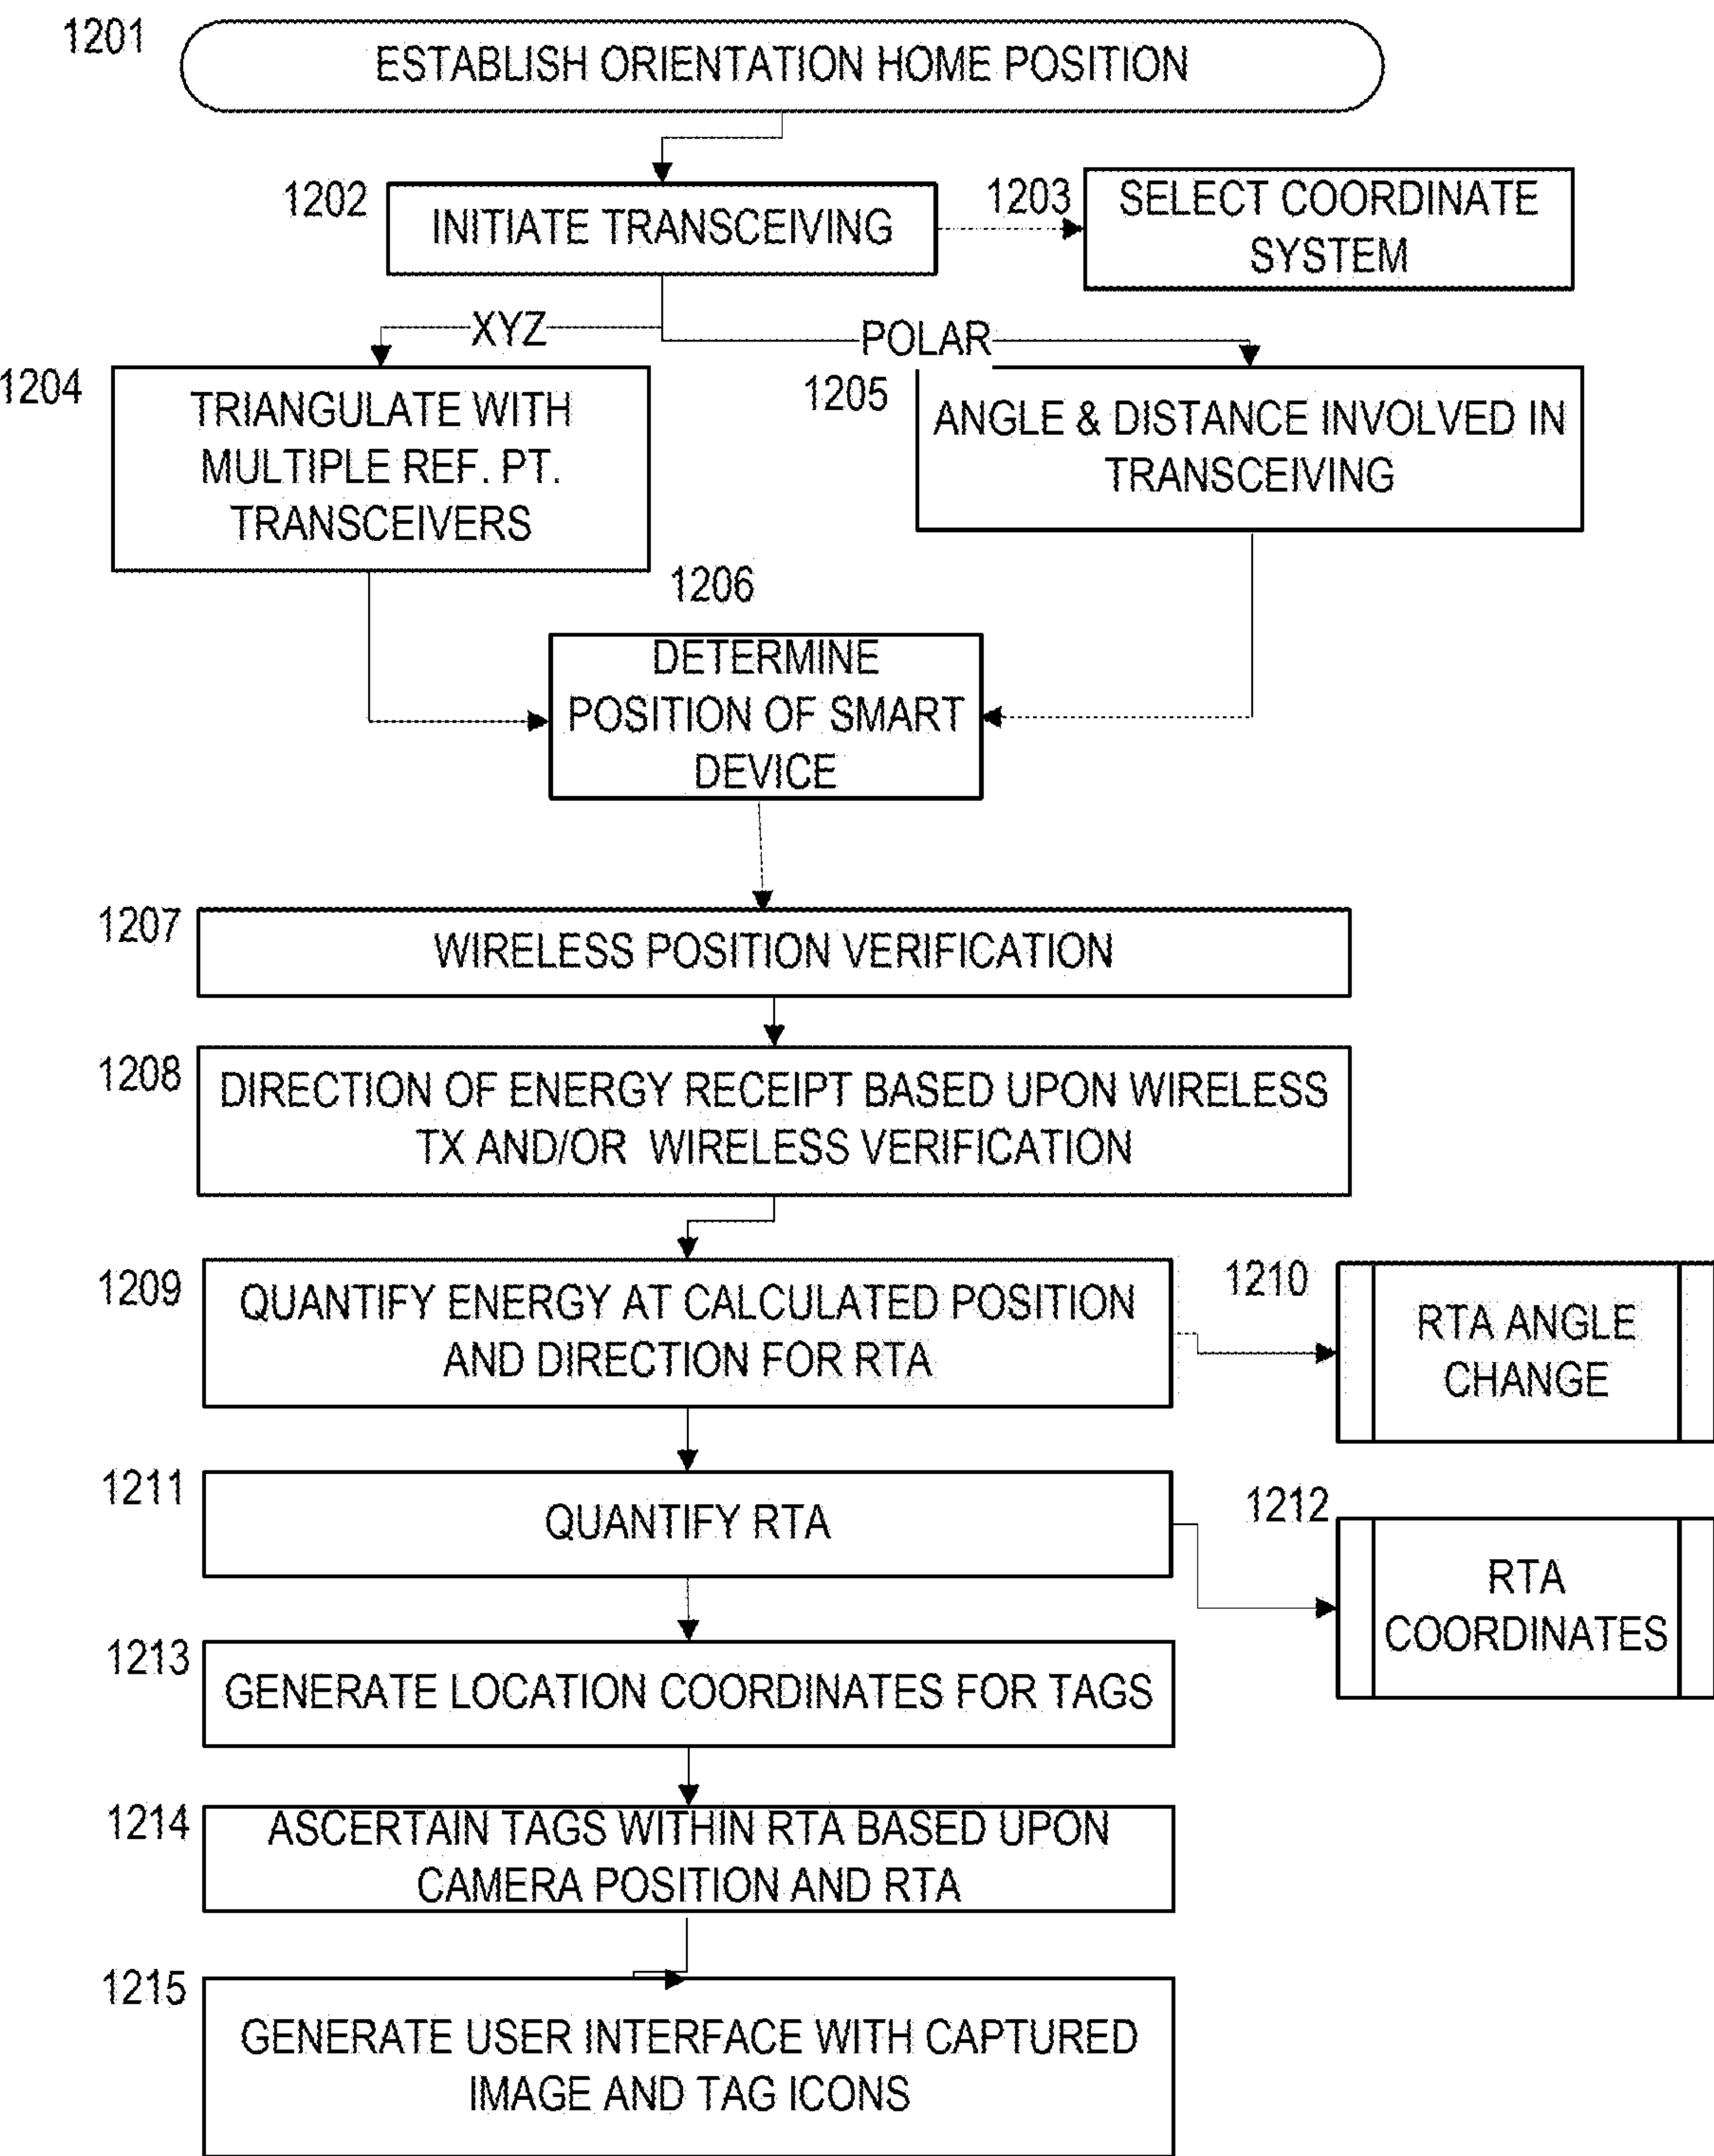 1201
ESTABLISH ORIENTATION HOME POSITION
1202
INITIATE TRANSCEIVING
1203
SELECT COORDINATE
SYSTEM
XYZ
POLAR
1204
TRIANGULATE WITH
MULTIPLE REF. PT.
TRANSCEIVERS
1205
ANGLE & DISTANCE INVOLVED IN
TRANSCEIVING
1206
DETERMINE
POSITION OF SMART
DEVICE
1207
WIRELESS POSITION VERIFICATION
1208
DIRECTION OF ENERGY RECEIPT BASED UPON WIRELESS
TX AND/OR WIRELESS VERIFICATION
1209
QUANTIFY ENERGY AT CALCULATED POSITION
AND DIRECTION FOR RTA
1210
RTA ANGLE
CHANGE
1211
QUANTIFY RTA
1212
RTA
COORDINATES
1213
GENERATE LOCATION COORDINATES FOR TAGS
1214
ASCERTAIN TAGS WITHIN RTA BASED UPON
CAMERA POSITION AND RTA
1215
GENERATE USER INTERFACE WITH CAPTURED
IMAGE AND TAG ICONS